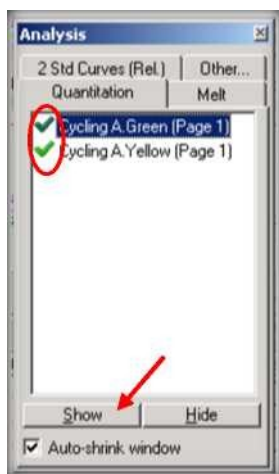 Analysis
2 Std Curves (Rel.) Other...
Quantitation Melt
Cycling A.Green (Page 1)
Cycling A.Yellow (Page 1)
Show Hide
Auto-shrink window